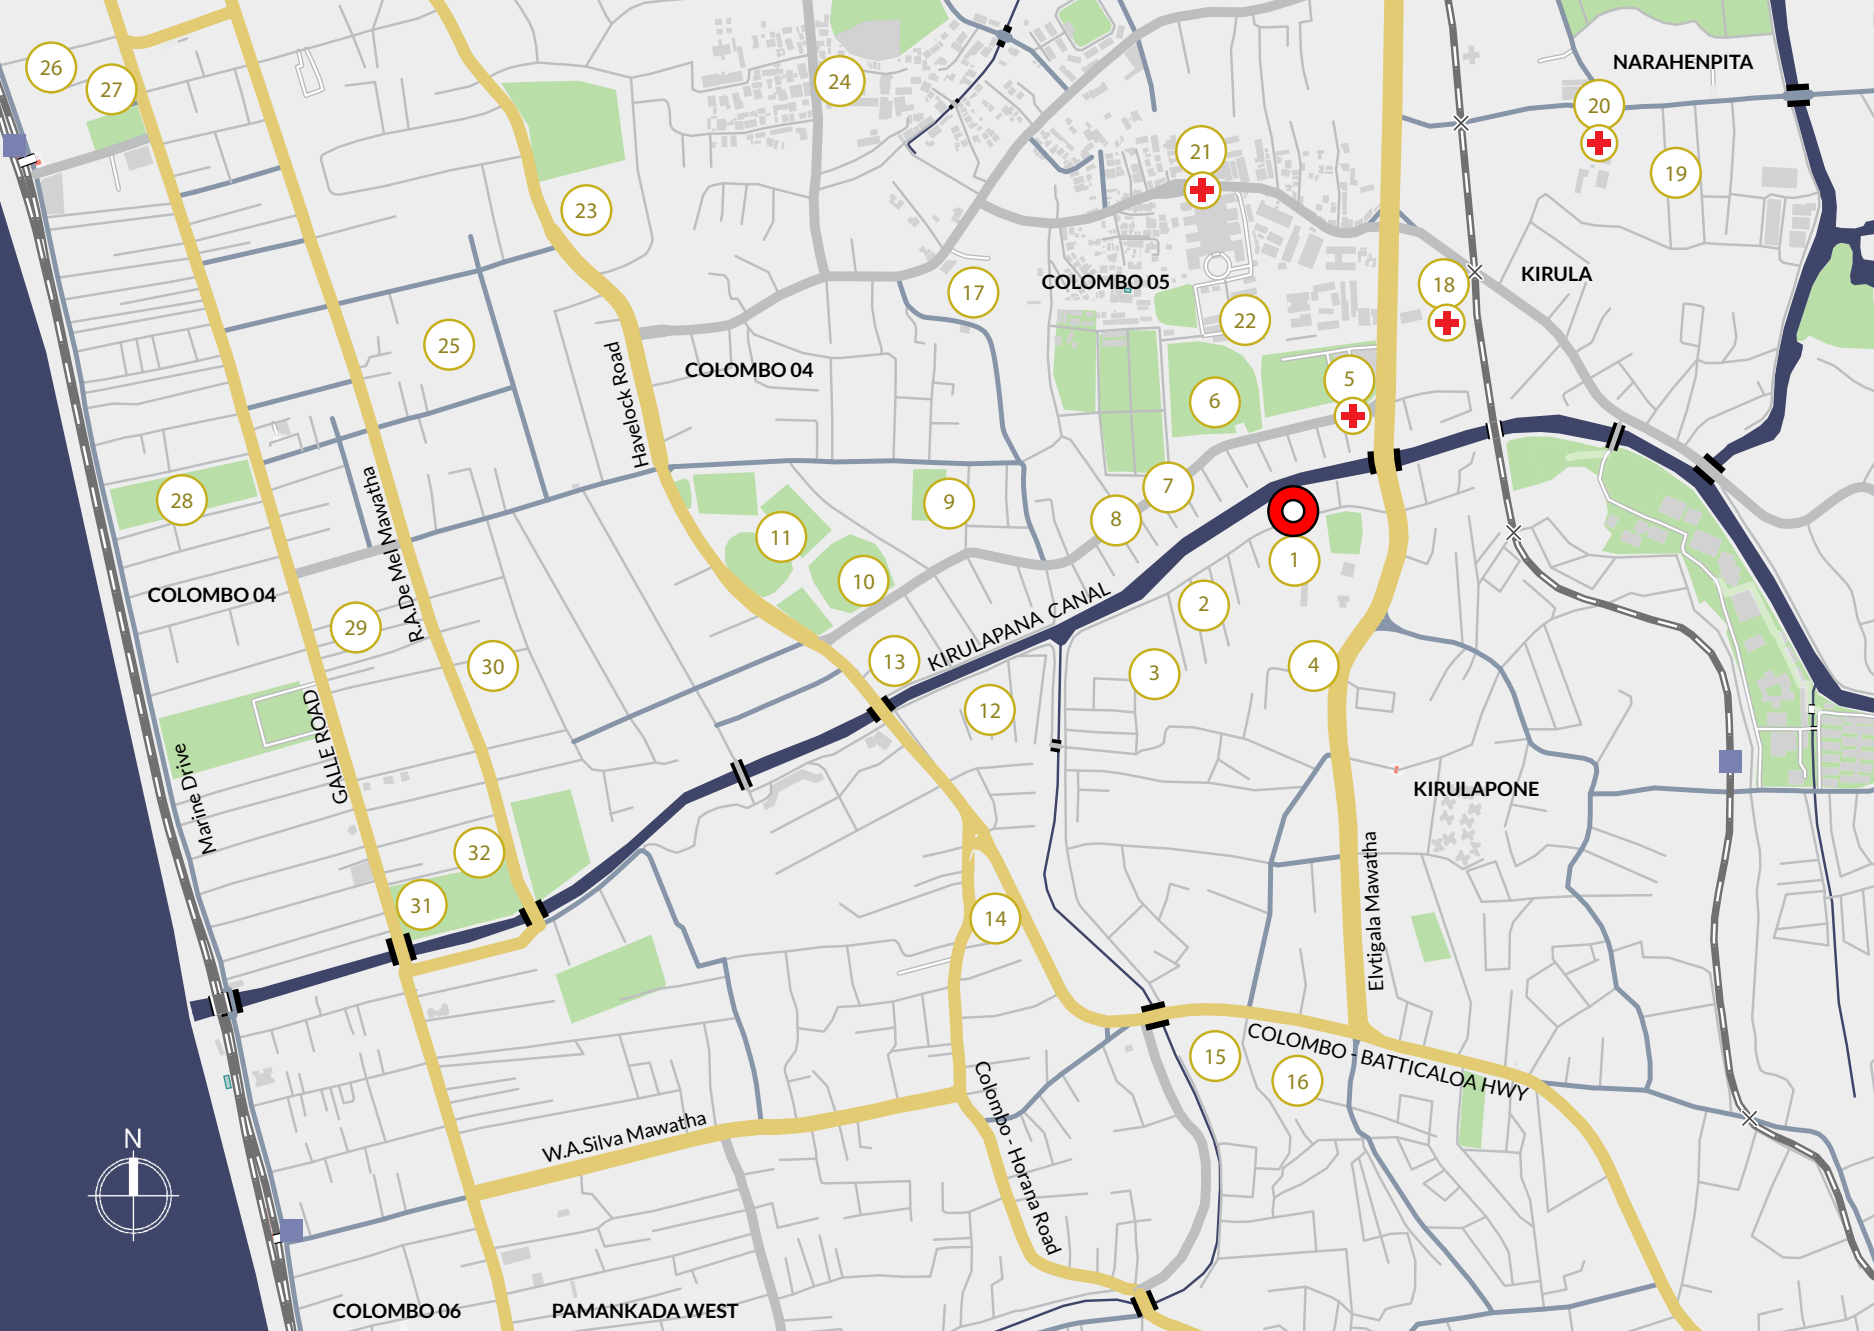 26
27
24
NARAHENPITA
20
21
19
23
COLOMBO 05
17
18
KIRULA
22
25
Havelock Road
COLOMBO 04
5
6
28
7
9
8
11
R.A.De Mel Mawatha
1
10
COLOMBO 04
2
29
KIRULAPANA CANAL
30
13
3
4
GALLE ROAD
12
Marine Drive
KIRULAPONE
32
Elvtigala Mawatha
31
14
COLOMBO - BATTICALOA HWY
15
16
Colombo - Horana Road
W.A.Silva Mawatha
N
COLOMBO 06
PAMANKADA WEST